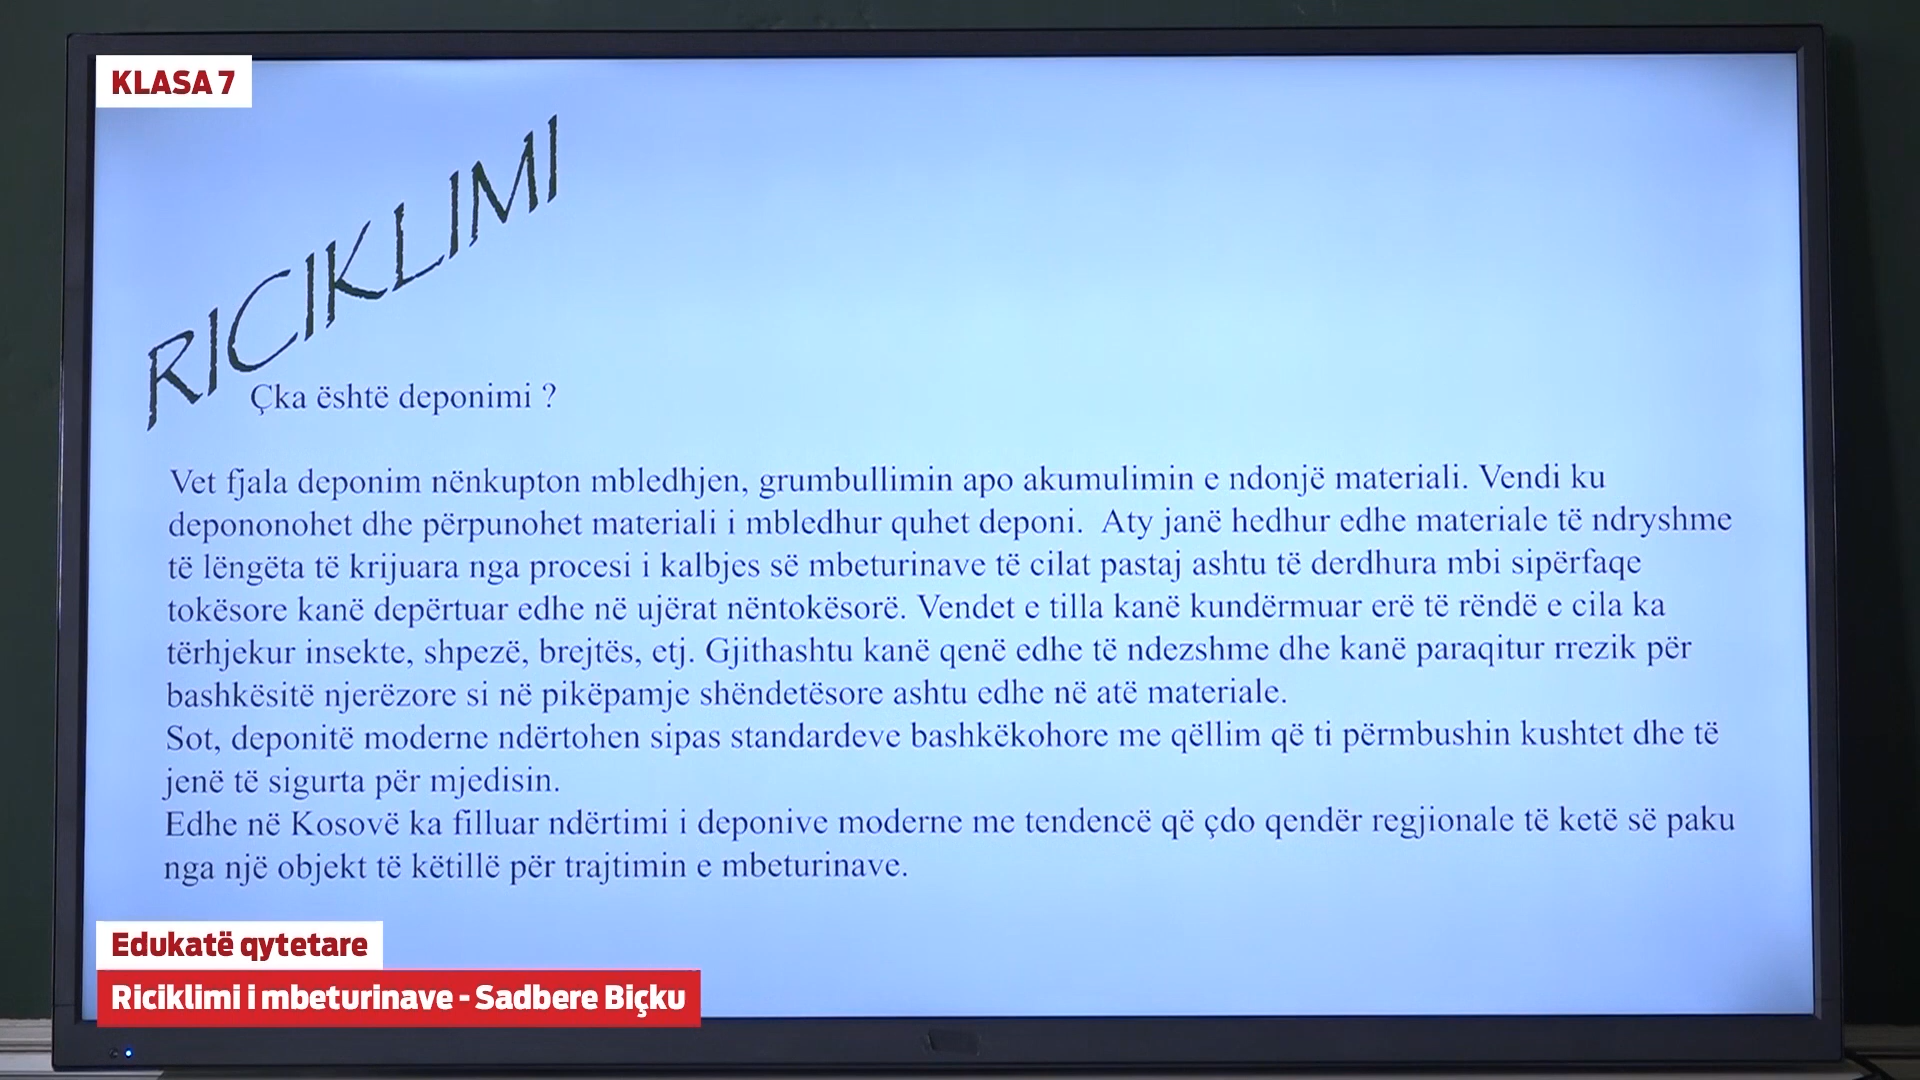 KLASA 7
RICIKLIMI
Çka është deponimi ?
Vet fjala deponim nënkupton mbledhjen, grumbullimin apo akumulimin e ndonjë materiali. Vendi ku
depononohet dhe përpunohet materiali i mbledhur quhet deponi. Aty janë hedhur edhe materiale të ndryshme
të lëngëta të krijuara nga procesi i kalbjes së mbeturinave të cilat pastaj ashtu të derdhura mbi sipërfaqe
tokësore kanë depërtuar edhe në ujërat nëntokësorë. Vendet e tilla kanë kundërmuar erë të rëndë e cila ka
tërhjekur insekte, shpezë, brejtës, etj. Gjithashtu kanë qenë edhe të ndezshme dhe kanë paraqitur rrezik për
bashkësitë njerëzore si në pikëpamje shëndetësore ashtu edhe në atë materiale.
Sot, deponitë moderne ndërtohen sipas standardeve bashkëkohore me qëllim që ti përmbushin kushtet dhe të
jenë të sigurta për mjedisin.
Edhe në Kosovë ka filluar ndërtimi i deponive moderne me tendencë që çdo qendër regjionale të ketë së paku
nga një objekt të këtillë për trajtimin e mbeturinave.
Edukatë qytetare
Riciklimi i mbeturinave - Sadbere Biçku